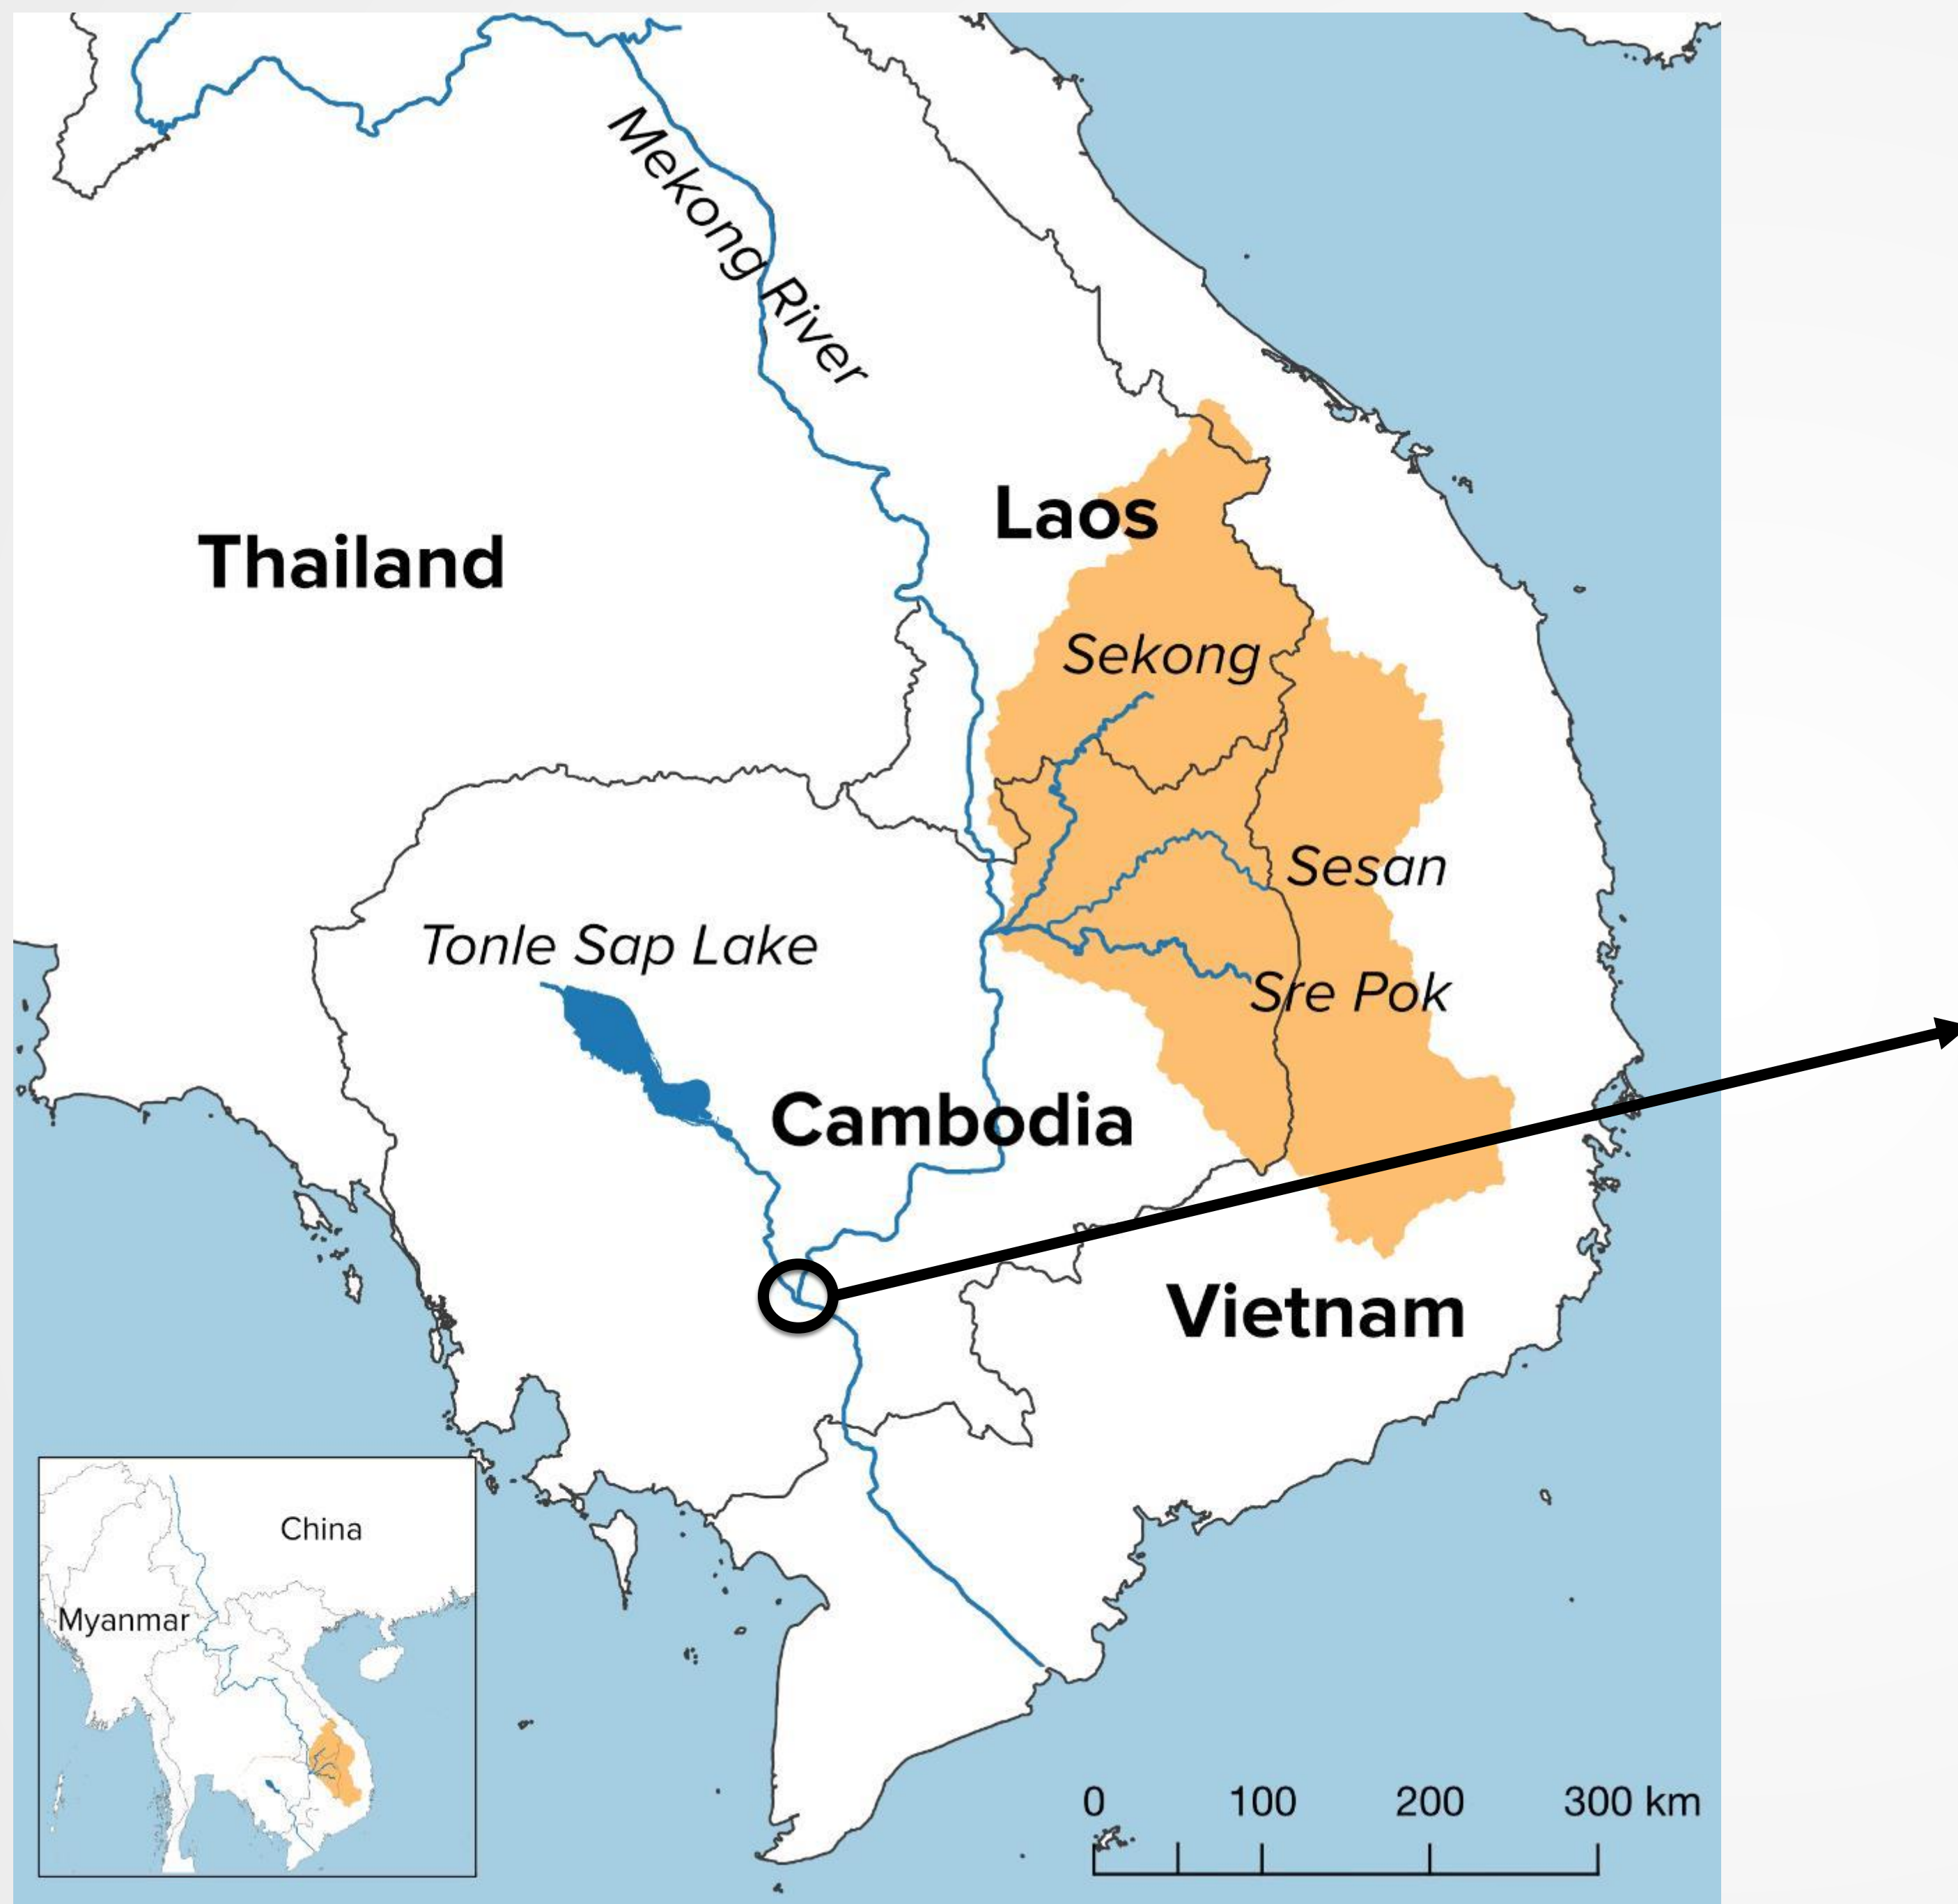 Mekong River
Laos
Thailand
Sekong
Sesan
Tonle Sap Lake
Sre Pok
Cambodia
Vietnam
China
Myanmar
0 100 200 300 km